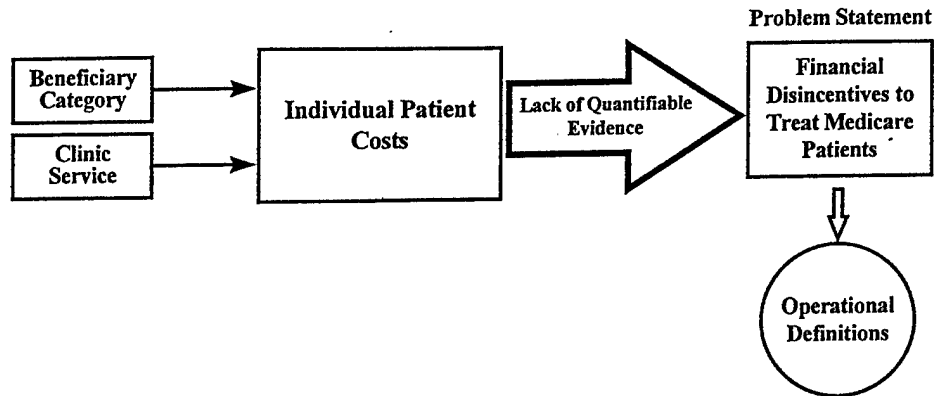 Problem Statement
Beneficiary
Category
Clinic
Service
Individual Patient
Costs
Lack of Quantifiable
Evidence
Financial
Disincentives to
Treat Medicare
Patients
Operational
Definitions